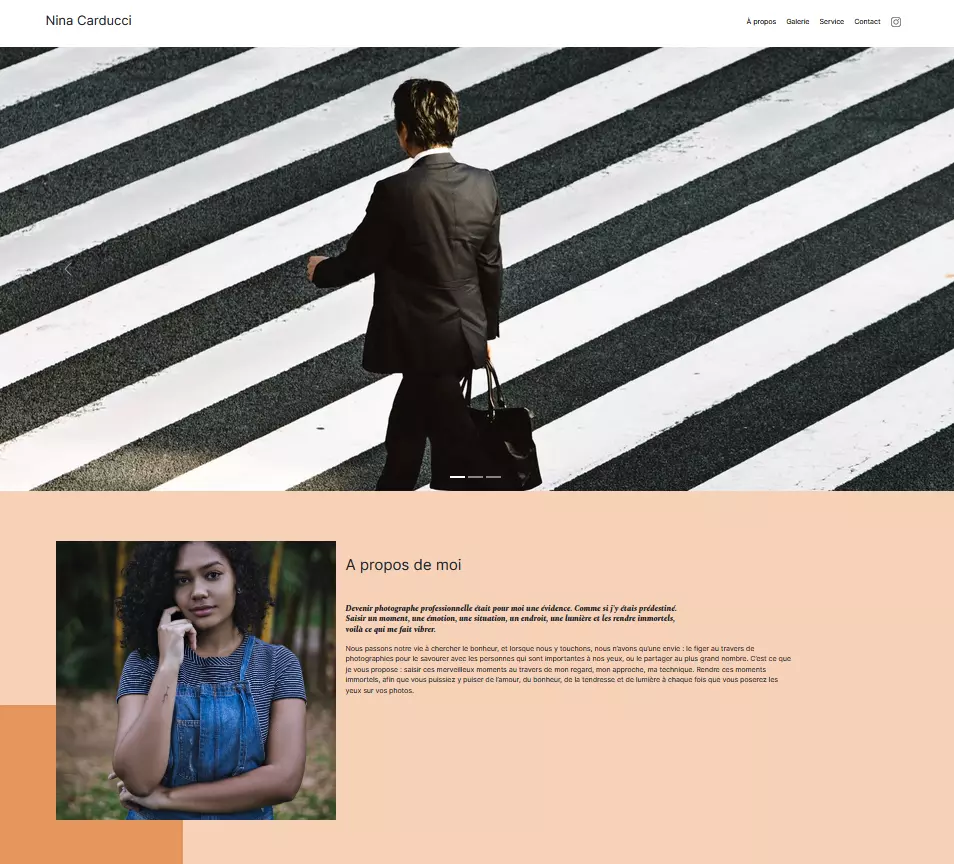 Nina Carducci
À propos Galerie Service Contact
A propos de moi
Devenir photographe professionnelle était pour moi une évidence. Comme si j'y étais prédestiné.
Saisir un moment, une émotion, une situation, un endroit, une lumière et les rendre immortels,
voilà ce qui me fait vibrer.
Nous passons notre vie à chercher le bonheur, et lorsque nous y touchons, nous n'avons qu'une envie : le figer au travers de
photographies pour le savourer avec les personnes qui sont importantes à nos yeux, ou le partager au plus grand nombre. C'est ce que
je vous propose : saisir ces merveilleux moments au travers de mon regard, mon approche, ma technique. Rendre ces moments
immortels, afin que vous puissiez y puiser de l'amour, du bonheur, de la tendresse et de lumière à chaque fois que vous poserez les
yeux sur vos photos.